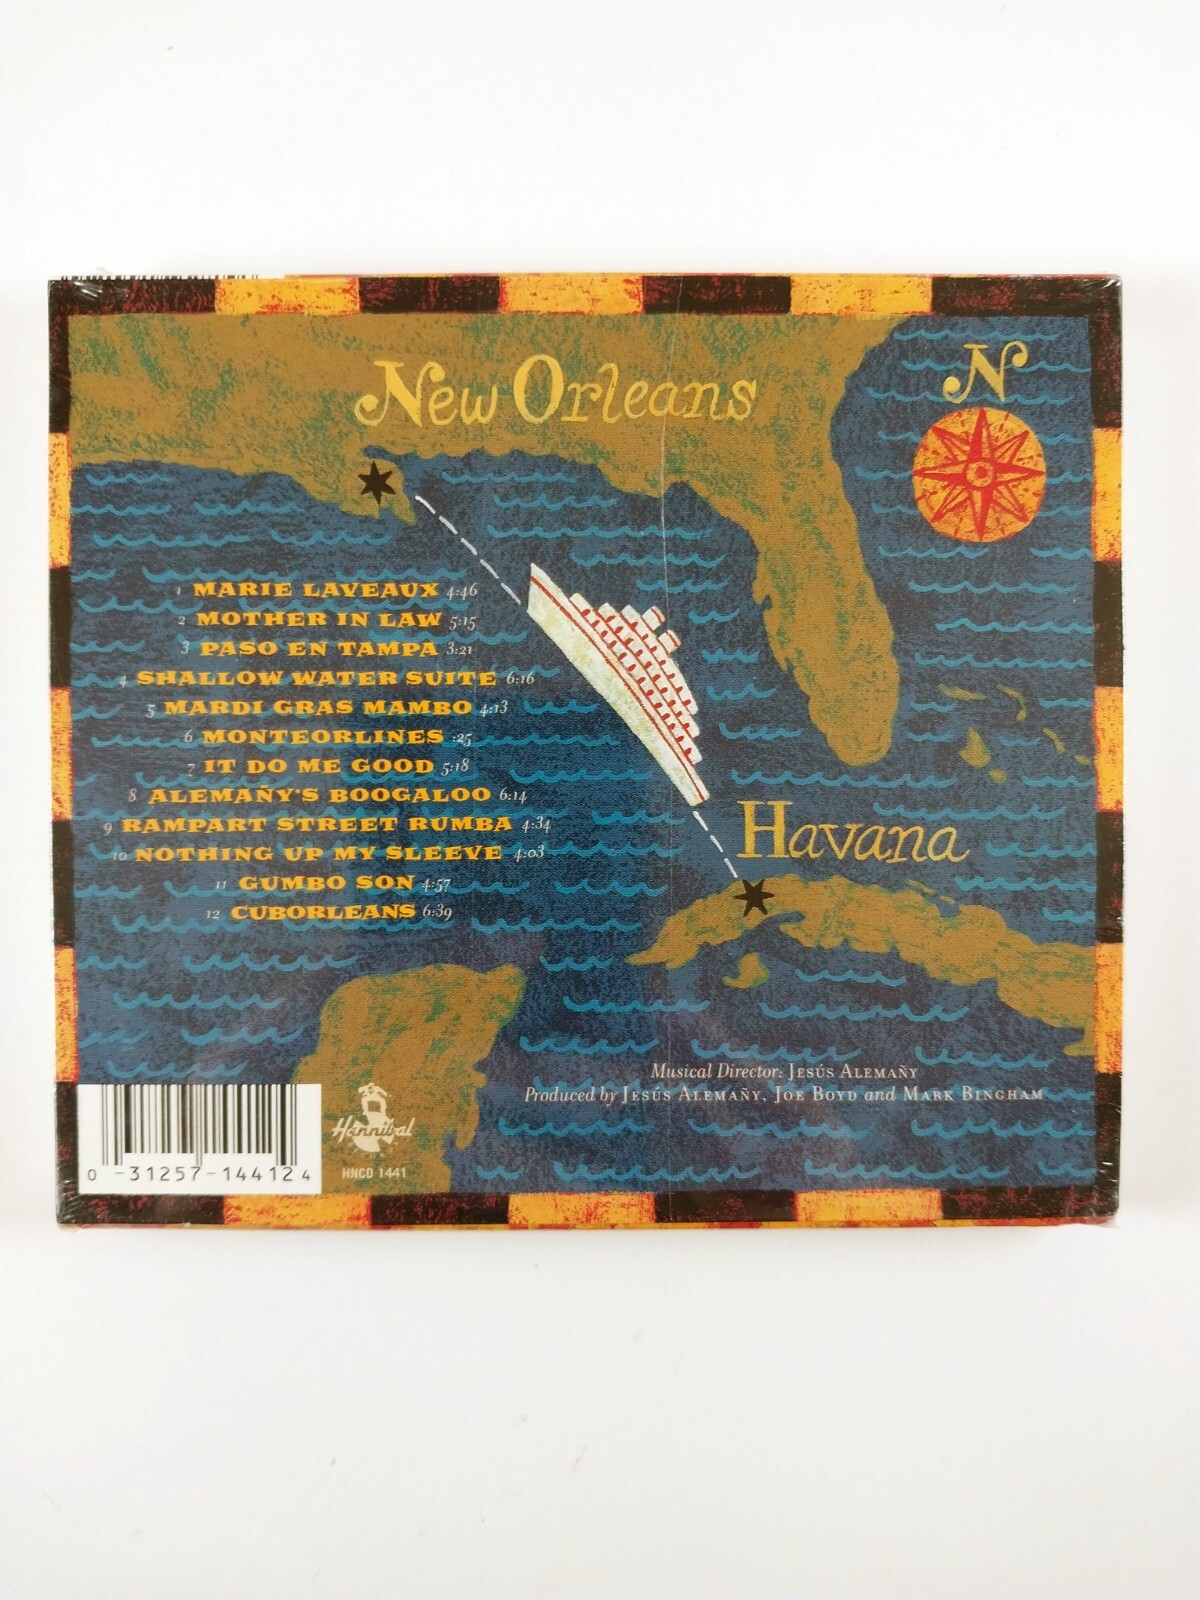 New Orleans
N
1 MARIE LAVEAUX 4:46
2 MOTHER IN LAW 5:15
3 PASO EN TAMPA 3:21
4 SHALLOW WATER SUITE 6:16
5 MARDI GRAS MAMBO 4:13
6 MONTEORLINES :25
7 IT DO ME GOOD 5:18
8 ALEMAÑY'S BOOGALOO 6:14
9 RAMPART STREET RUMBA 4:34
10 NOTHING UP MY SLEEVE 4:03
11 GUMBO SON 4:57
12 CUBORLEANS 6:39
Havana
Musical Director: JESÚS ALEMAÑY
Produced by JESÚS ALEMAÑY, JOE BOYD and MARK BINGHAM
0-31257-14412 4
Hannibal
HNCD 1441